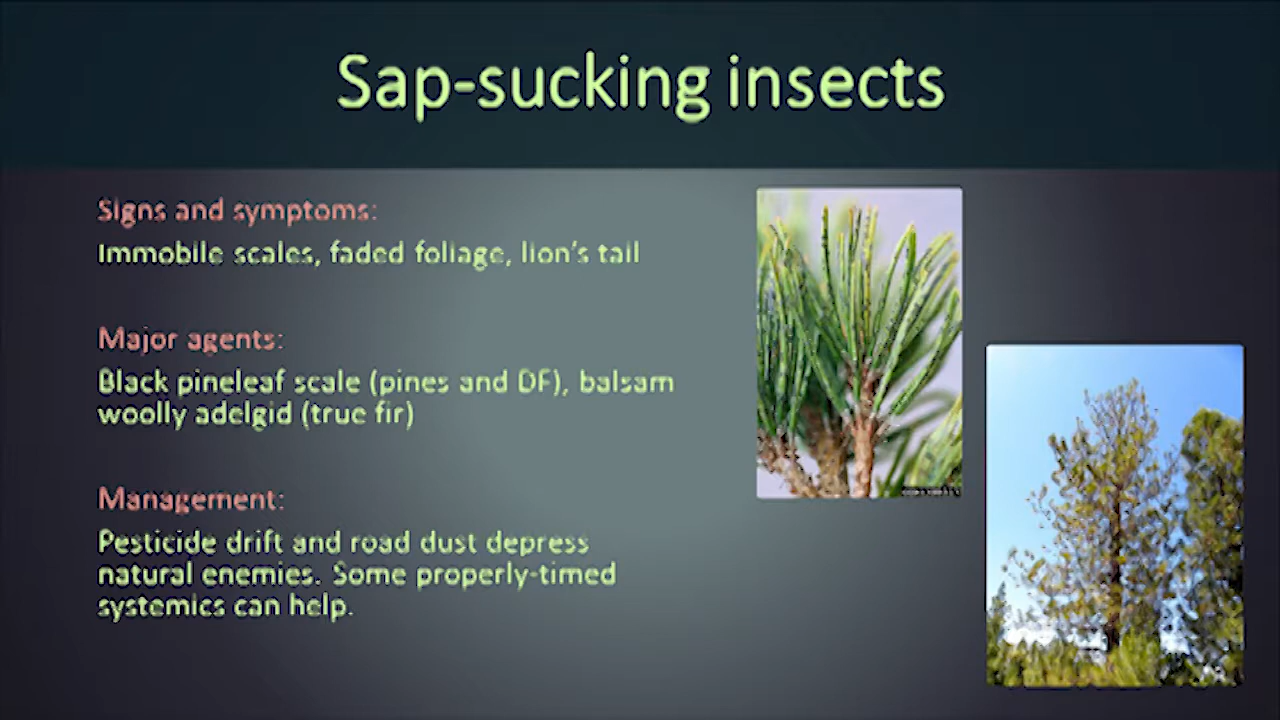 Sap-sucking insects
Signs and symptoms:
Immobile scales, faded foliage, lion's tail
Major agents:
Black pineleaf scale (pines and DF), balsam
woolly adelgid (true fir)
Management:
Pesticide drift and road dust depress
natural enemies. Some properly-timed
systemics can help.